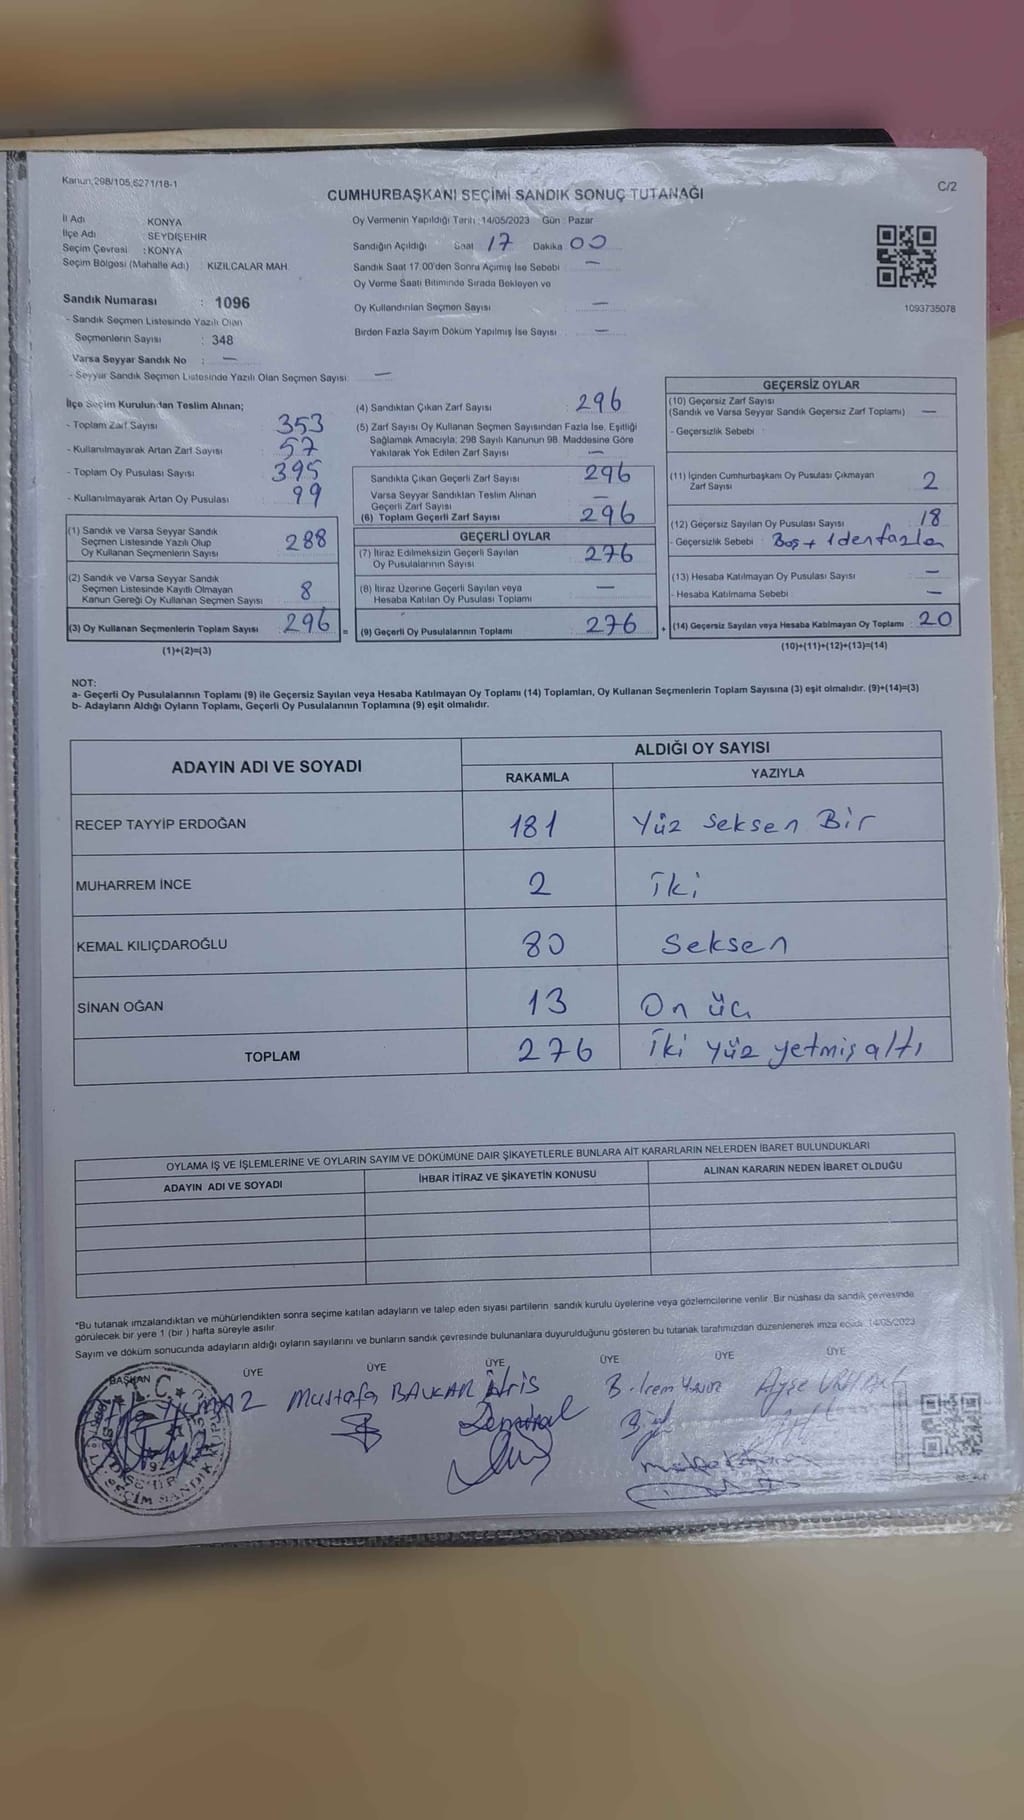 Kanun;298/105,6271/18-1
C/2
CUMHURBAŞKANI SEÇİMİ SANDIK SONUÇ TUTANAĞI
İl Adı KONYA
İlçe Adı SEYDİŞEHİR
Seçim Çevresi : KONYA
Seçim Bölgesi (Mahalle Adı) : KIZILCALAR MAH.
Sandık Numarası : 1096
- Sandık Seçmen Listesinde Yazılı Olan
Seçmenlerin Sayısı : 348
Varsa Seyyar Sandık No : —
- Seyyar Sandık Seçmen Listesinde Yazılı Olan Seçmen Sayısı: —
Oy Vermenin Yapıldığı Tarih : 14/05/2023 Gün : Pazar
Sandığın Açıldığı Saat 17 Dakika 00
Sandık Saat 17.00'den Sonra Açılmış İse Sebebi —
Oy Verme Saati Bitiminde Sırada Bekleyen ve
Oy Kullandırılan Seçmen Sayısı —
Birden Fazla Sayım Döküm Yapılmış İse Sayısı —
1093735078
İlçe Seçim Kurulundan Teslim Alınan;
- Toplam Zarf Sayısı 353
- Kullanılmayarak Artan Zarf Sayısı 57
- Toplam Oy Pusulası Sayısı 395
- Kullanılmayarak Artan Oy Pusulası 99
(1) Sandık ve Varsa Seyyar Sandık
Seçmen Listesinde Yazılı Olup
Oy Kullanan Seçmenlerin Sayısı 288
(2) Sandık ve Varsa Seyyar Sandık
Seçmen Listesinde Kayıtlı Olmayan
Kanun Gereği Oy Kullanan Seçmen Sayısı 8
(3) Oy Kullanan Seçmenlerin Toplam Sayısı 296 =
(1)+(2)=(3)
(4) Sandıktan Çıkan Zarf Sayısı : 296
(5) Zarf Sayısı Oy Kullanan Seçmen Sayısından Fazla İse, Eşitliği
Sağlamak Amacıyla; 298 Sayılı Kanunun 98. Maddesine Göre
Yakılarak Yok Edilen Zarf Sayısı —
Sandıkta Çıkan Geçerli Zarf Sayısı 296
Varsa Seyyar Sandıktan Teslim Alınan
Geçerli Zarf Sayısı —
(6) Toplam Geçerli Zarf Sayısı 296
GEÇERLİ OYLAR
(7) İtiraz Edilmeksizin Geçerli Sayılan
Oy Pusulalarının Sayısı 276
(8) İtiraz Üzerine Geçerli Sayılan veya
Hesaba Katılan Oy Pusulası Toplamı —
(9) Geçerli Oy Pusulalarının Toplamı 276 +
GEÇERSİZ OYLAR
(10) Geçersiz Zarf Sayısı
(Sandık ve Varsa Seyyar Sandık Geçersiz Zarf Toplamı) —
- Geçersizlik Sebebi :
(11) İçinden Cumhurbaşkanı Oy Pusulası Çıkmayan
Zarf Sayısı 2
(12) Geçersiz Sayılan Oy Pusulası Sayısı : 18
- Geçersizlik Sebebi : Boş + 1 den fazla
(13) Hesaba Katılmayan Oy Pusulası Sayısı : —
- Hesaba Katılmama Sebebi : —
(14) Geçersiz Sayılan veya Hesaba Katılmayan Oy Toplamı : 20
(10)+(11)+(12)+(13)=(14)
NOT:
a- Geçerli Oy Pusulalarının Toplamı (9) ile Geçersiz Sayılan veya Hesaba Katılmayan Oy Toplamı (14) Toplamları, Oy Kullanan Seçmenlerin Toplam Sayısına (3) eşit olmalıdır. (9)+(14)=(3)
b- Adayların Aldığı Oyların Toplamı, Geçerli Oy Pusulalarının Toplamına (9) eşit olmalıdır.
ADAYIN ADI VE SOYADI
ALDIĞI OY SAYISI
RAKAMLA YAZIYLA
RECEP TAYYİP ERDOĞAN 181 Yüz seksen Bir
MUHARREM İNCE 2 İki
KEMAL KILIÇDAROĞLU 80 Seksen
SİNAN OĞAN 13 On üç
TOPLAM 276 İki yüz yetmiş altı
OYLAMA İŞ VE İŞLEMLERİNE VE OYLARIN SAYIM VE DÖKÜMÜNE DAİR ŞİKAYETLERLE BUNLARA AİT KARARLARIN NELERDEN İBARET BULUNDUKLARI
ADAYIN ADI VE SOYADI İHBAR İTİRAZ VE ŞİKAYETİN KONUSU ALINAN KARARIN NEDEN İBARET OLDUĞU
*Bu tutanak imzalandıktan ve mühürlendikten sonra seçime katılan adayların ve talep eden siyasi partilerin sandık kurulu üyelerine veya gözlemcilerine verilir. Bir nüshası da sandık çevresinde
görülecek bir yere 1 (bir ) hafta süreyle asılır.
Sayım ve döküm sonucunda adayların aldığı oyların sayılarını ve bunların sandık çevresinde bulunanlara duyurulduğunu gösteren bu tutanak tarafımızdan düzenlenerek imza edildi. 14/05/2023
BAŞKAN ÜYE ÜYE ÜYE ÜYE ÜYE ÜYE
YILMAZ Mustafa İdris Ayşe
T.C.